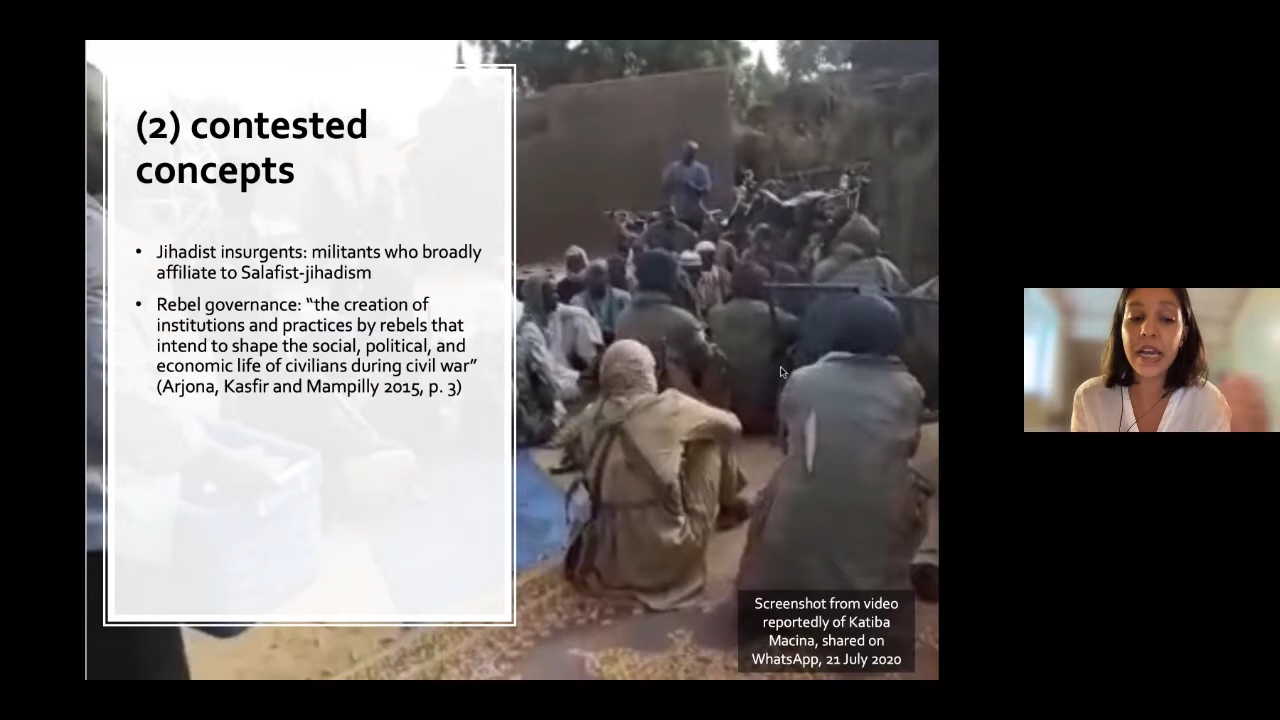 (2) contested
concepts
• Jihadist insurgents: militants who broadly
affiliate to Salafist-jihadism
• Rebel governance: “the creation of
institutions and practices by rebels that
intend to shape the social, political, and
economic life of civilians during civil war”
(Arjona, Kasfir and Mampilly 2015, p. 3)
Screenshot from video
reportedly of Katiba
Macina, shared on
WhatsApp, 21 July 2020